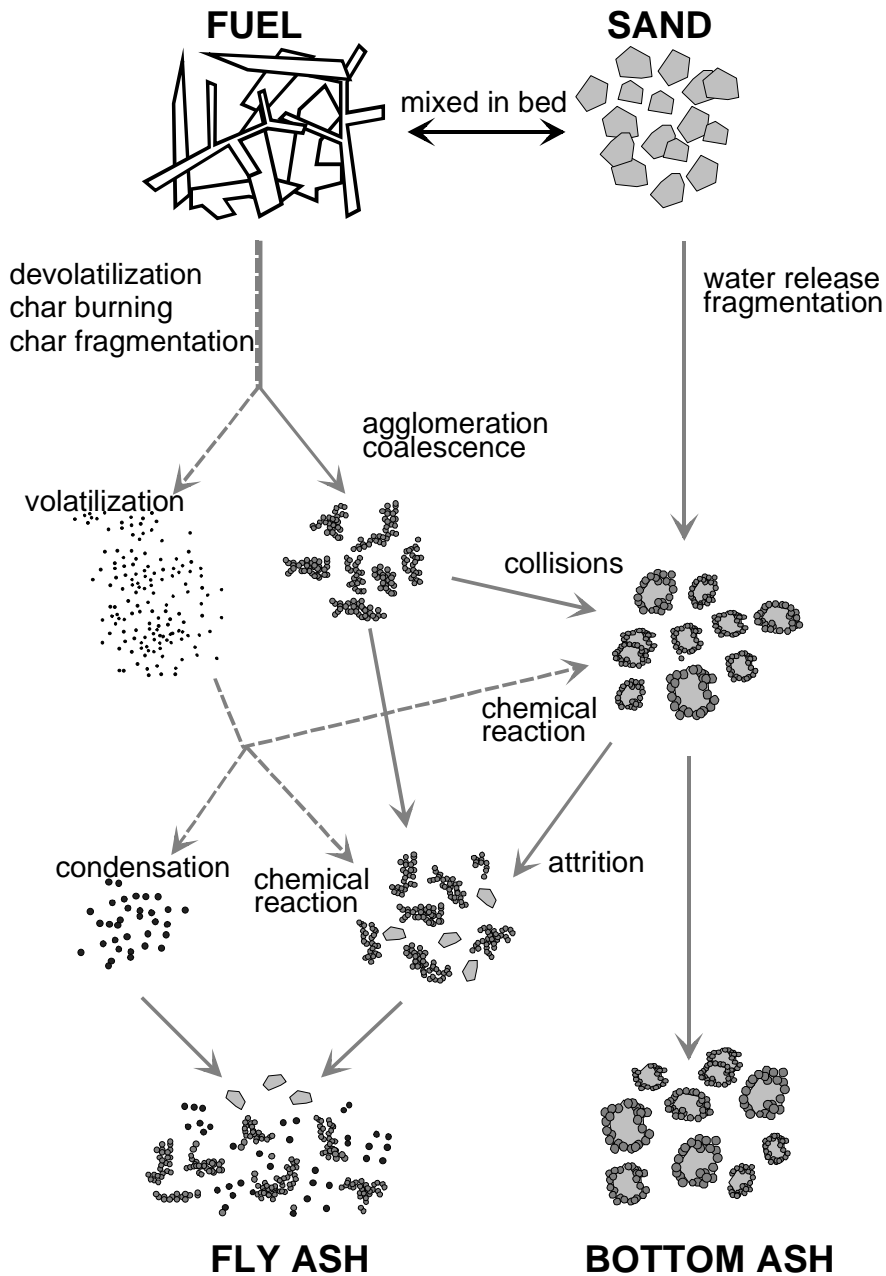 FUEL
SAND
mixed in bed
devolatilization
char burning
char fragmentation
water release
fragmentation
agglomeration
coalescence
volatilization
collisions
chemical
reaction
condensation
chemical
reaction
attrition
FLY ASH
BOTTOM ASH